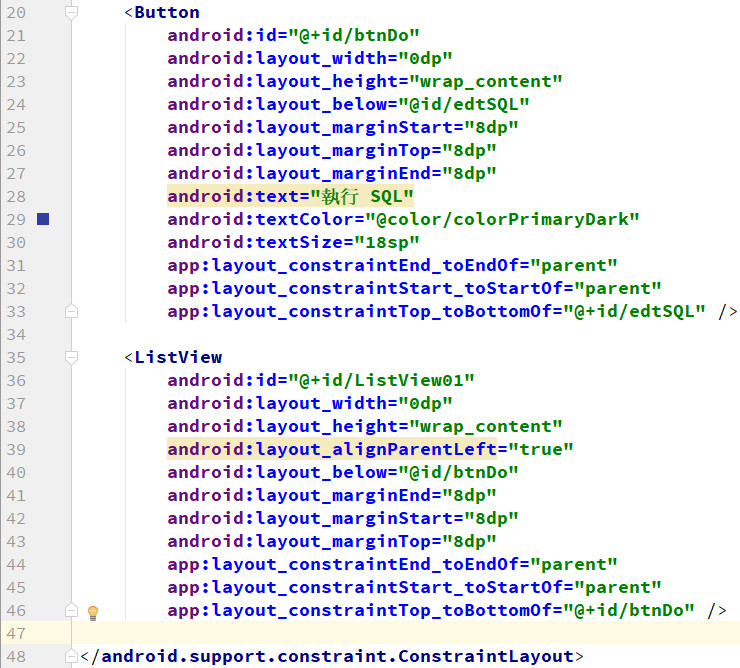 20 <Button
21 android:id="@+id/btnDo"
22 android:layout_width="0dp"
23 android:layout_height="wrap_content"
24 android:layout_below="@id/edtSQL"
25 android:layout_marginStart="8dp"
26 android:layout_marginTop="8dp"
27 android:layout_marginEnd="8dp"
28 android:text="執行 SQL"
29 android:textColor="@color/colorPrimaryDark"
30 android:textSize="18sp"
31 app:layout_constraintEnd_toEndOf="parent"
32 app:layout_constraintStart_toStartOf="parent"
33 app:layout_constraintTop_toBottomOf="@+id/edtSQL" />
34
35 <ListView
36 android:id="@+id/ListView01"
37 android:layout_width="0dp"
38 android:layout_height="wrap_content"
39 android:layout_alignParentLeft="true"
40 android:layout_below="@id/btnDo"
41 android:layout_marginEnd="8dp"
42 android:layout_marginStart="8dp"
43 android:layout_marginTop="8dp"
44 app:layout_constraintEnd_toEndOf="parent"
45 app:layout_constraintStart_toStartOf="parent"
46 app:layout_constraintTop_toBottomOf="@+id/btnDo" />
47
48 </android.support.constraint.ConstraintLayout>